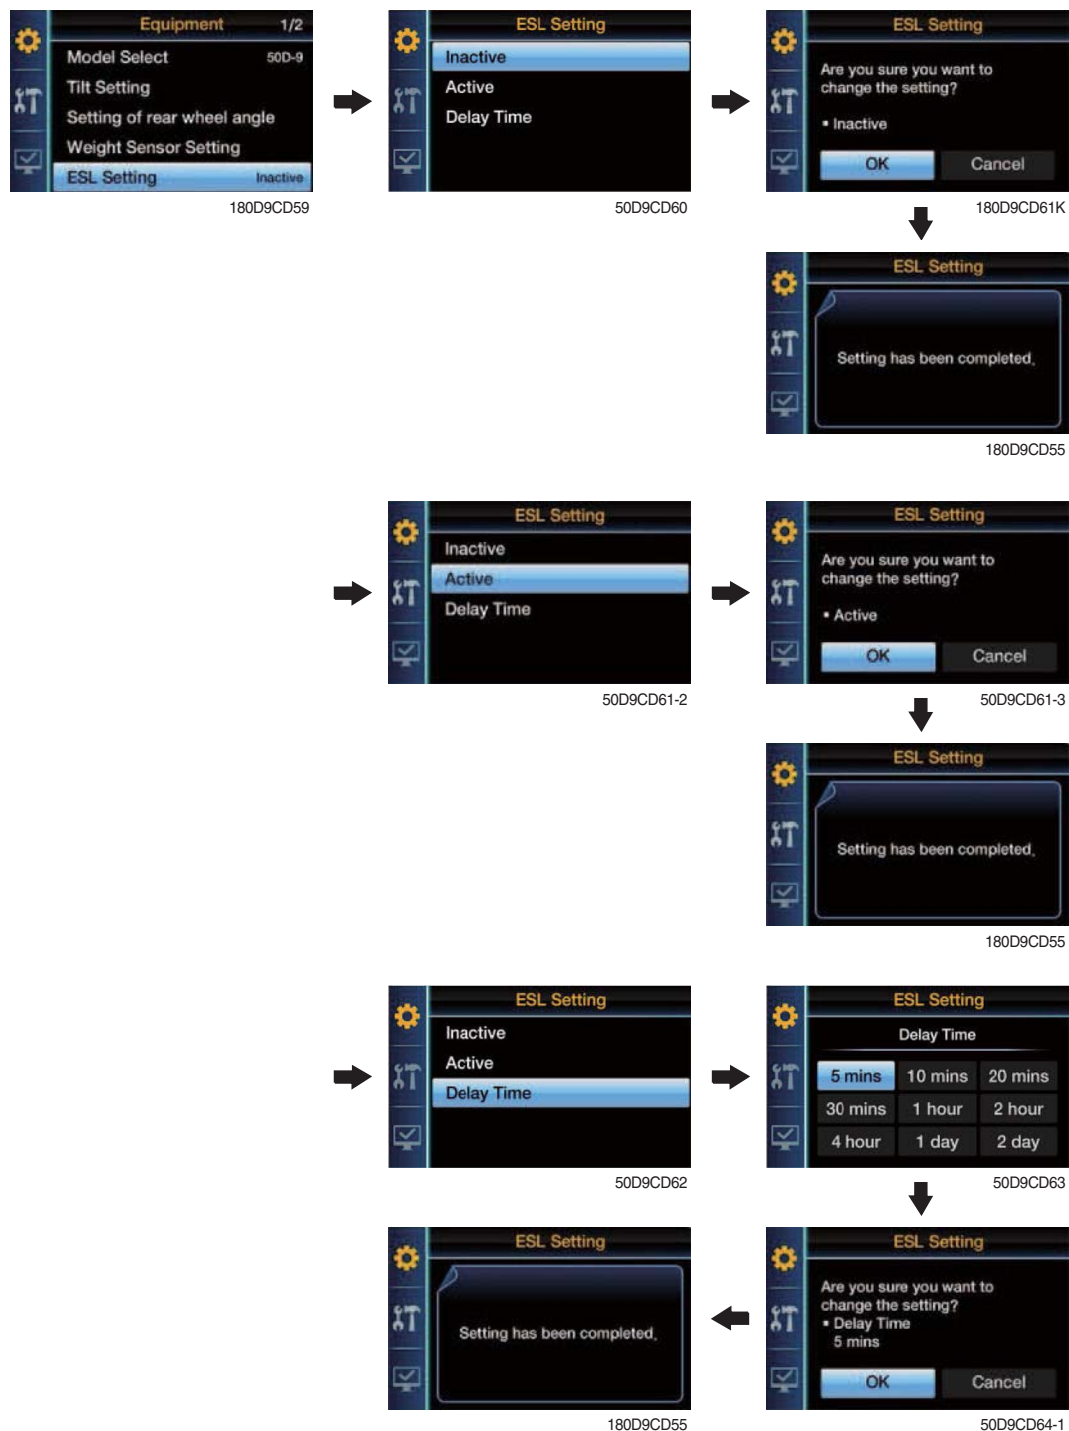 Equipment 1/2
Model Select 50D-9
Tilt Setting
Setting of rear wheel angle
Weight Sensor Setting
ESL Setting Inactive
180D9CD59
ESL Setting
Inactive
Active
Delay Time
50D9CD60
ESL Setting
Are you sure you want to
change the setting?
▪ Inactive
OK Cancel
180D9CD61K
ESL Setting
Setting has been completed.
180D9CD55
ESL Setting
Inactive
Active
Delay Time
50D9CD61-2
ESL Setting
Are you sure you want to
change the setting?
▪ Active
OK Cancel
50D9CD61-3
ESL Setting
Setting has been completed.
180D9CD55
ESL Setting
Inactive
Active
Delay Time
50D9CD62
ESL Setting
Delay Time
5 mins 10 mins 20 mins
30 mins 1 hour 2 hour
4 hour 1 day 2 day
50D9CD63
ESL Setting
Are you sure you want to
change the setting?
▪ Delay Time
5 mins
OK Cancel
50D9CD64-1
ESL Setting
Setting has been completed.
180D9CD55